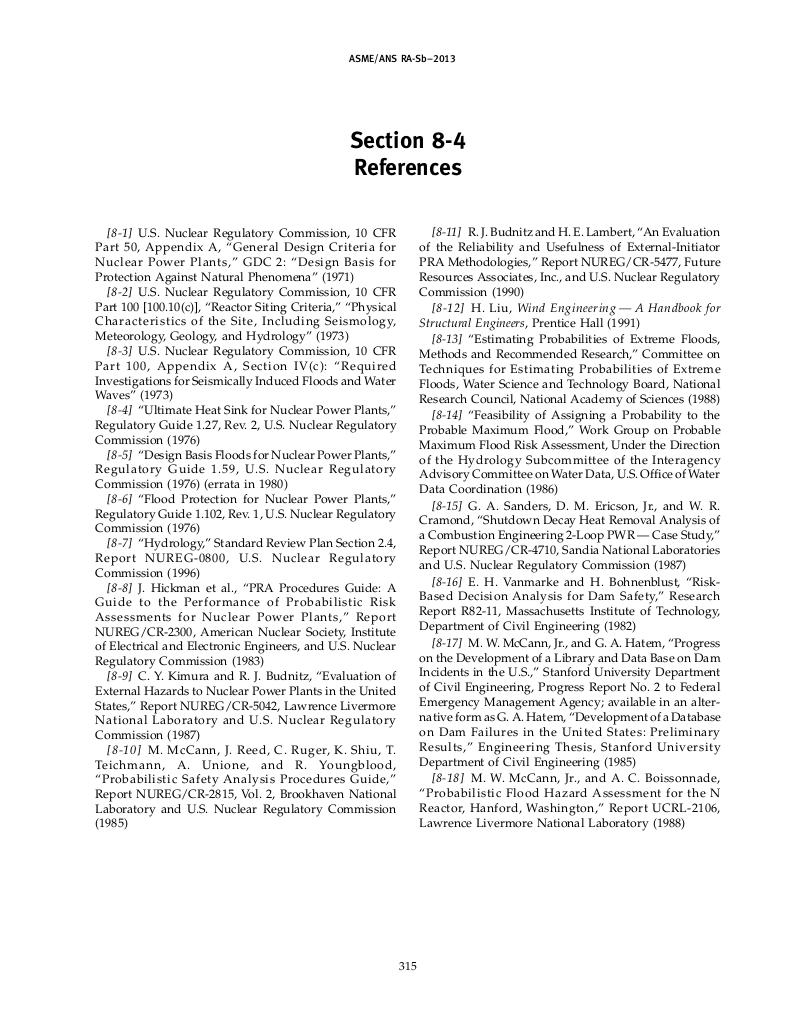 ASME/ANS RA-Sb–2013
Section 8-4
References
[8-1] U.S. Nuclear Regulatory Commission, 10 CFR
Part 50, Appendix A, “General Design Criteria for
Nuclear Power Plants,” GDC 2: “Design Basis for
Protection Against Natural Phenomena” (1971)
[8-2] U.S. Nuclear Regulatory Commission, 10 CFR
Part 100 [100.10(c)], “Reactor Siting Criteria,” “Physical
Characteristics of the Site, Including Seismology,
Meteorology, Geology, and Hydrology” (1973)
[8-3] U.S. Nuclear Regulatory Commission, 10 CFR
Part 100, Appendix A, Section IV(c): “Required
Investigations for Seismically Induced Floods and Water
Waves” (1973)
[8-4] “Ultimate Heat Sink for Nuclear Power Plants,”
Regulatory Guide 1.27, Rev. 2, U.S. Nuclear Regulatory
Commission (1976)
[8-5] “Design Basis Floods for Nuclear Power Plants,”
Regulatory Guide 1.59, U.S. Nuclear Regulatory
Commission (1976) (errata in 1980)
[8-6] “Flood Protection for Nuclear Power Plants,”
Regulatory Guide 1.102, Rev. 1, U.S. Nuclear Regulatory
Commission (1976)
[8-7] “Hydrology,” Standard Review Plan Section 2.4,
Report NUREG-0800, U.S. Nuclear Regulatory
Commission (1996)
[8-8] J. Hickman et al., “PRA Procedures Guide: A
Guide to the Performance of Probabilistic Risk
Assessments for Nuclear Power Plants,” Report
NUREG/CR-2300, American Nuclear Society, Institute
of Electrical and Electronic Engineers, and U.S. Nuclear
Regulatory Commission (1983)
[8-9] C. Y. Kimura and R. J. Budnitz, “Evaluation of
External Hazards to Nuclear Power Plants in the United
States,” Report NUREG/CR-5042, Lawrence Livermore
National Laboratory and U.S. Nuclear Regulatory
Commission (1987)
[8-10] M. McCann, J. Reed, C. Ruger, K. Shiu, T.
Teichmann, A. Unione, and R. Youngblood,
“Probabilistic Safety Analysis Procedures Guide,”
Report NUREG/CR-2815, Vol. 2, Brookhaven National
Laboratory and U.S. Nuclear Regulatory Commission
(1985)
[8-11] R. J. Budnitz and H. E. Lambert, “An Evaluation
of the Reliability and Usefulness of External-Initiator
PRA Methodologies,” Report NUREG/CR-5477, Future
Resources Associates, Inc., and U.S. Nuclear Regulatory
Commission (1990)
[8-12] H. Liu, Wind Engineering — A Handbook for
Structural Engineers, Prentice Hall (1991)
[8-13] “Estimating Probabilities of Extreme Floods,
Methods and Recommended Research,” Committee on
Techniques for Estimating Probabilities of Extreme
Floods, Water Science and Technology Board, National
Research Council, National Academy of Sciences (1988)
[8-14] “Feasibility of Assigning a Probability to the
Probable Maximum Flood,” Work Group on Probable
Maximum Flood Risk Assessment, Under the Direction
of the Hydrology Subcommittee of the Interagency
Advisory Committee on Water Data, U.S. Office of Water
Data Coordination (1986)
[8-15] G. A. Sanders, D. M. Ericson, Jr., and W. R.
Cramond, “Shutdown Decay Heat Removal Analysis of
a Combustion Engineering 2-Loop PWR — Case Study,”
Report NUREG/CR-4710, Sandia National Laboratories
and U.S. Nuclear Regulatory Commission (1987)
[8-16] E. H. Vanmarke and H. Bohnenblust, “Risk-
Based Decision Analysis for Dam Safety,” Research
Report R82-11, Massachusetts Institute of Technology,
Department of Civil Engineering (1982)
[8-17] M. W. McCann, Jr., and G. A. Hatem, “Progress
on the Development of a Library and Data Base on Dam
Incidents in the U.S.,” Stanford University Department
of Civil Engineering, Progress Report No. 2 to Federal
Emergency Management Agency; available in an alter-
native form as G. A. Hatem, “Development of a Database
on Dam Failures in the United States: Preliminary
Results,” Engineering Thesis, Stanford University
Department of Civil Engineering (1985)
[8-18] M. W. McCann, Jr., and A. C. Boissonnade,
“Probabilistic Flood Hazard Assessment for the N
Reactor, Hanford, Washington,” Report UCRL-2106,
Lawrence Livermore National Laboratory (1988)
315